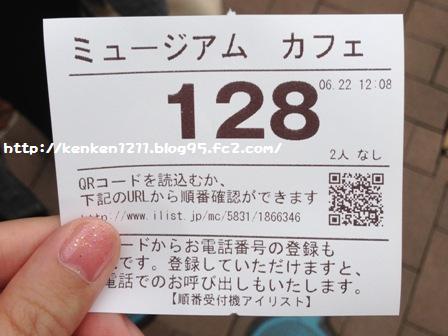 ミュージアム カフェ
06.22 12:08
128
http://kenken1211.blog95.fc2.com/
2人 なし
QRコードを読込むか、
下記のURLから順番確認ができます
http://www.ilist.jp/mc/5831/1866346
ードからお電話番号の登録も
です。登録していただけますと、
電話でのお呼び出しもいたします。
【順番受付機アイリスト】